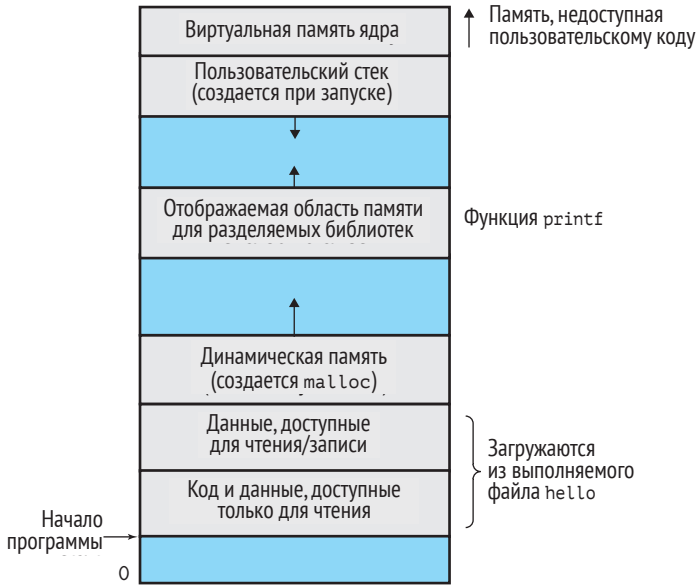 Виртуальная память ядра
Память, недоступная
пользовательскому коду
Пользовательский стек
(создается при запуске)
Отображаемая область памяти
для разделяемых библиотек
Функция printf
Динамическая память
(создается malloc)
Данные, доступные
для чтения/записи
Код и данные, доступные
только для чтения
Загружаются
из выполняемого
файла hello
Начало
программы
0